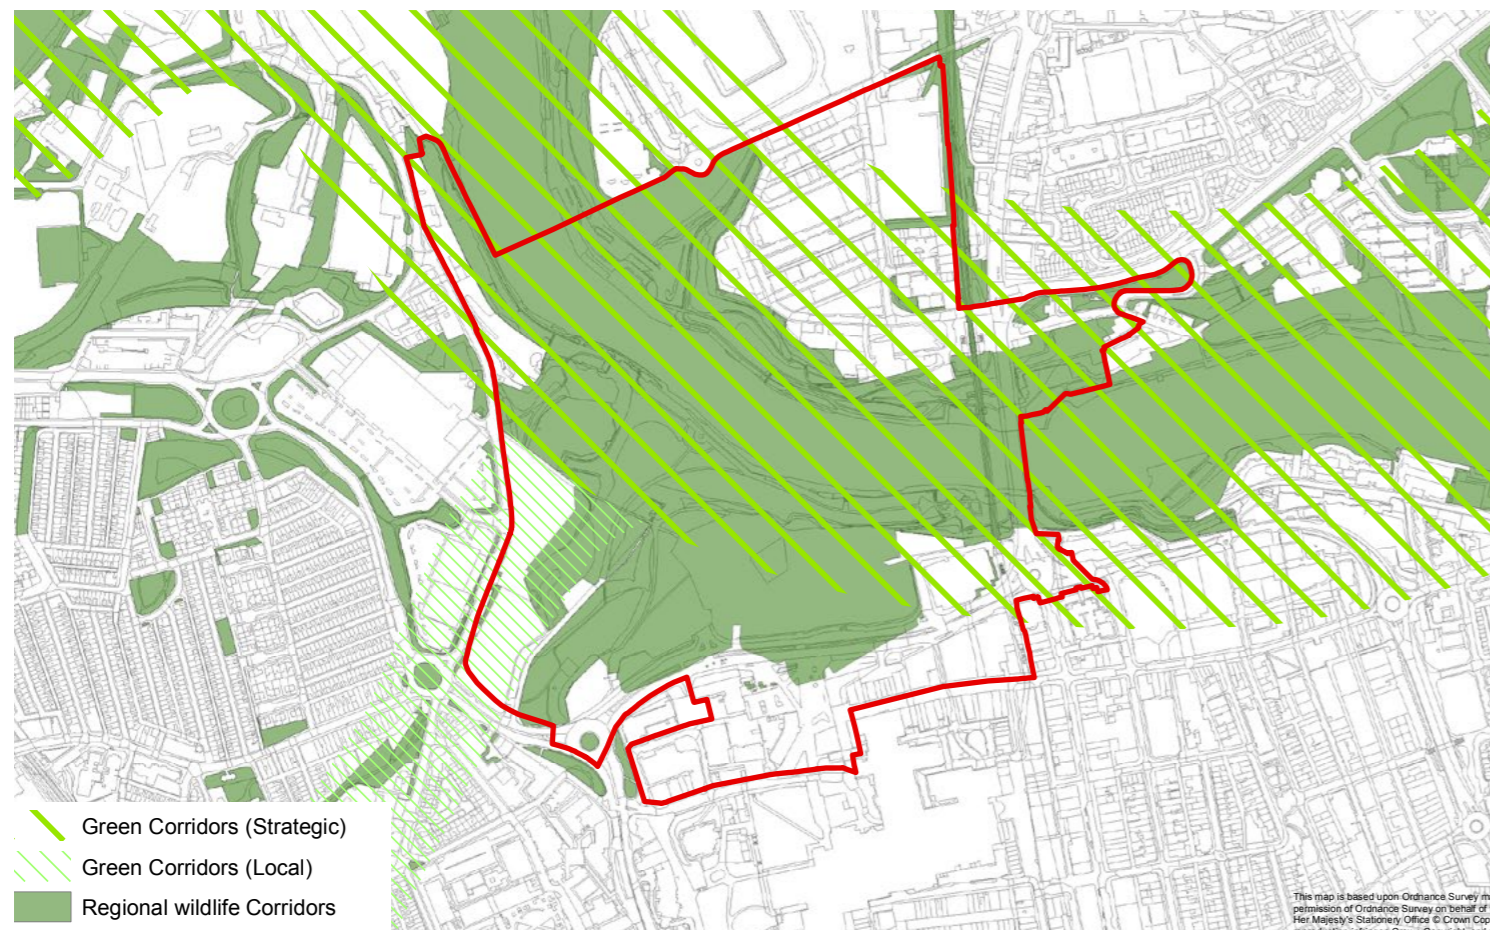 Green Corridors (Strategic)
Green Corridors (Local)
Regional wildlife Corridors
This map is based upon Ordnance Survey
permission of Ordnance Survey on behalf of
Her Majesty's Stationery Office © Crown